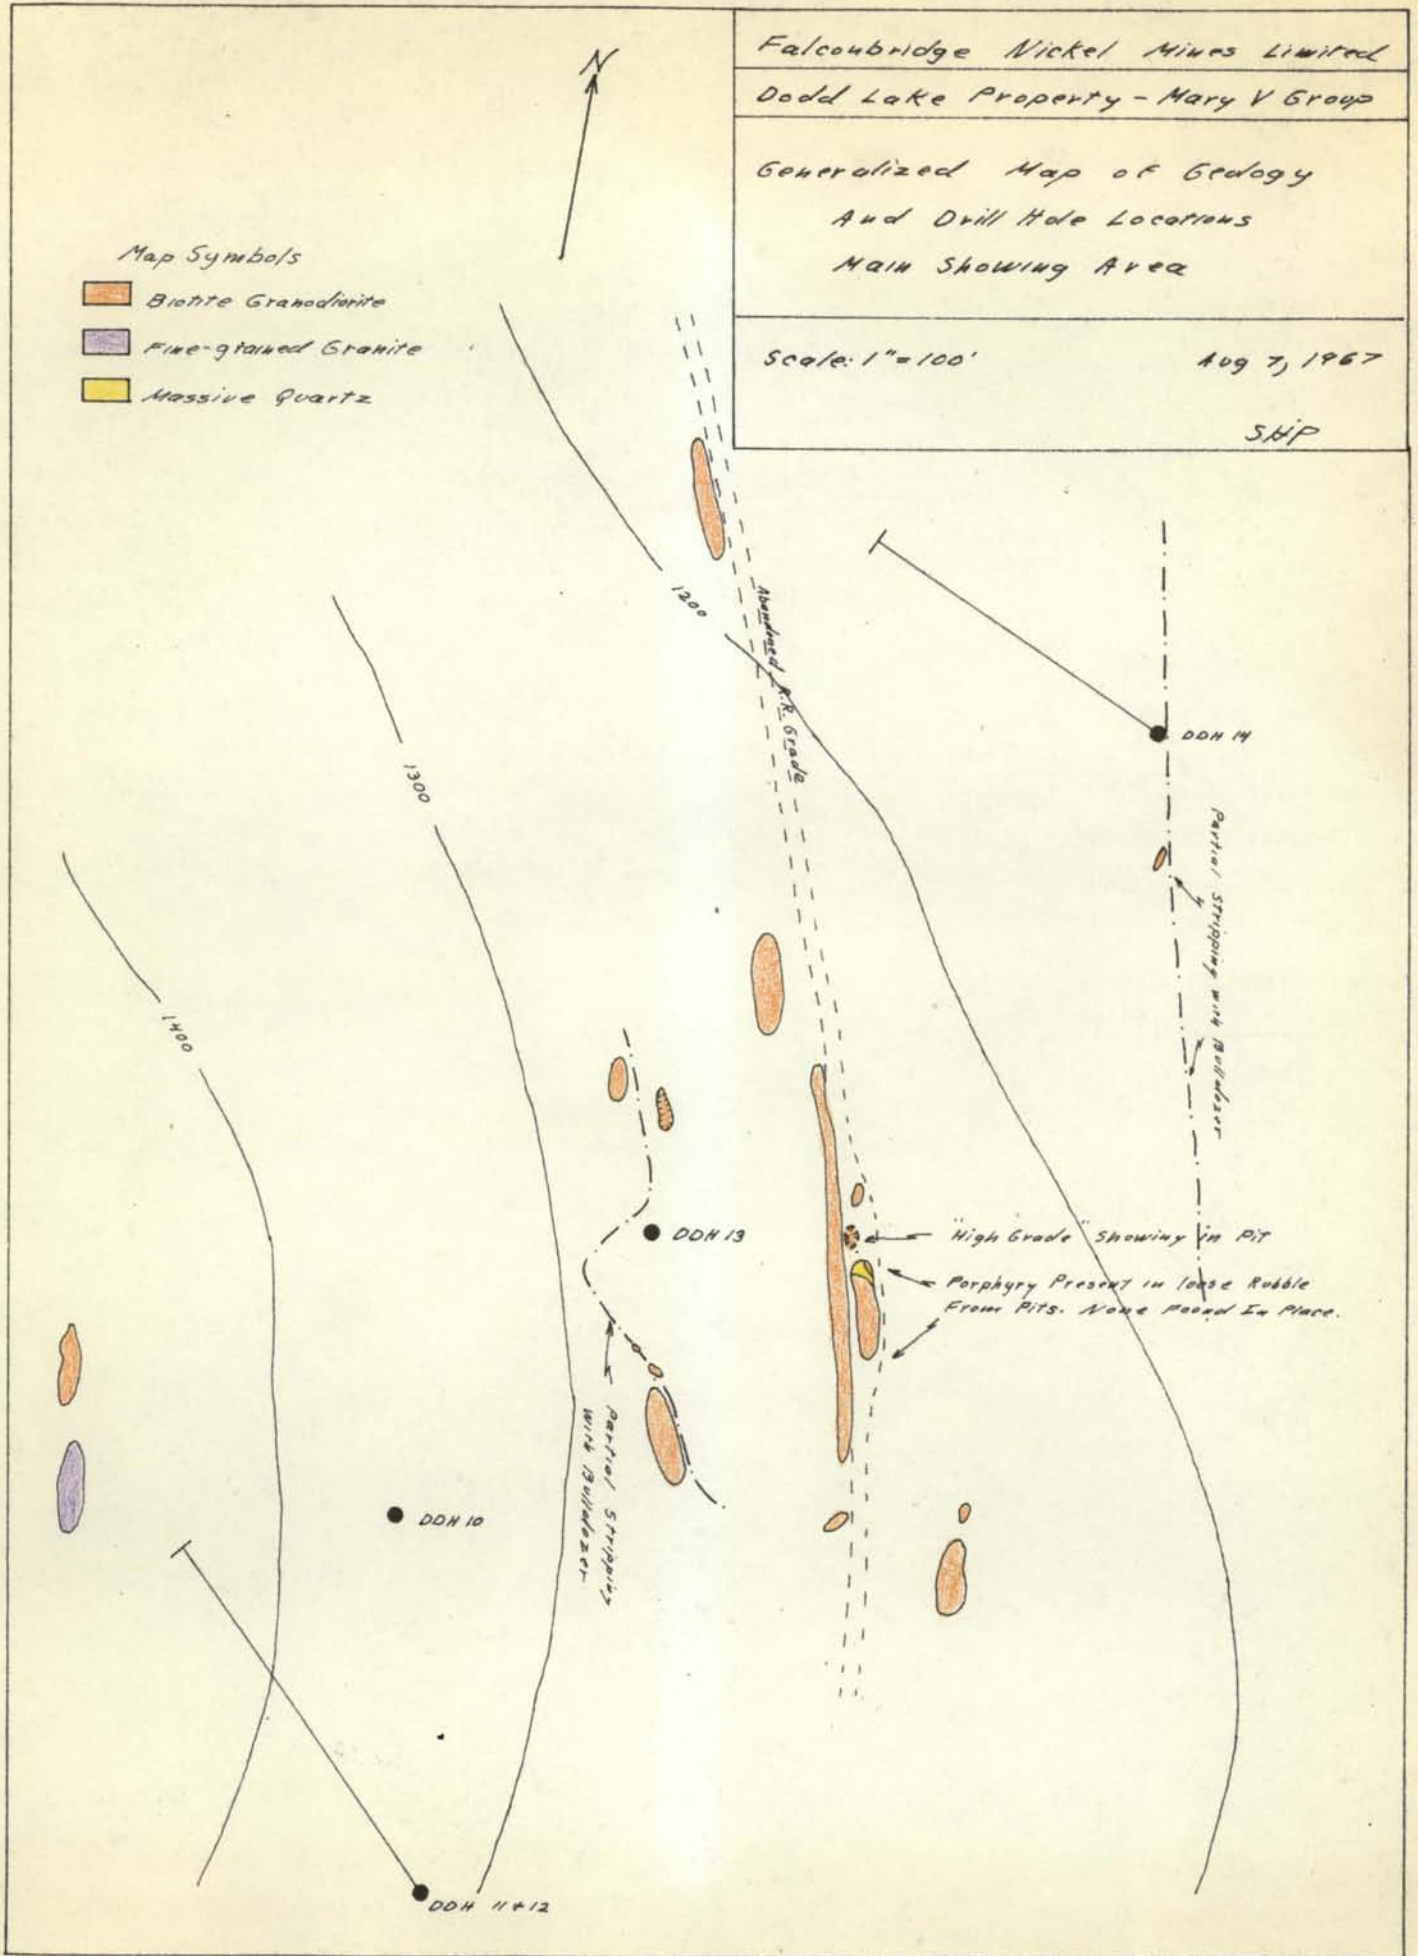 Falconbridge Nickel Mines Limited
Dodd Lake Property - Mary V Group
Generalized Map of Geology
And Drill Hole Locations
Main Showing Area
Scale: 1" = 100'
Aug 7, 1967
N
Map Symbols
Biotite Granodiorite
Fine-grained Granite
Massive Quartz
1200
Abandoned R.R. Grade
1300
DDH 14
Partial Stripping with Bulldozer
1400
DDH 13
"High Grade" Showing in Pit
Porphyry Present in loose Rubble
From Pits. None Found In Place.
Partial Stripping
With Bulldozer
DDH 10
DDH 11+12